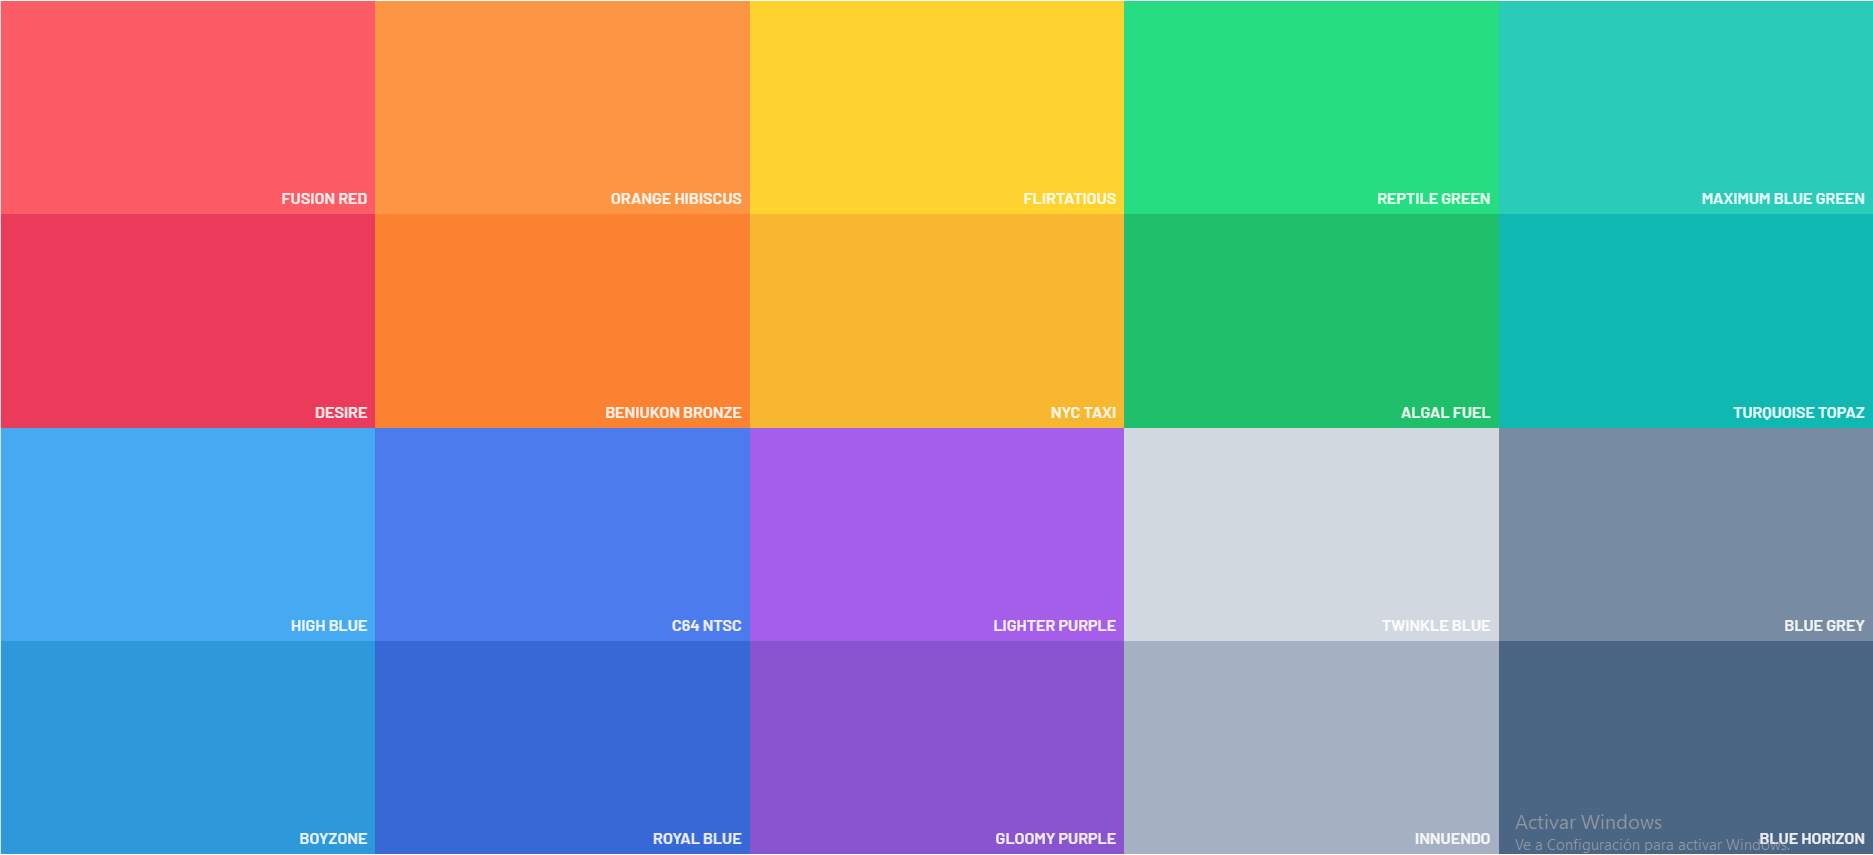 FUSION RED
ORANGE HIBISCUS
FLIRTATIOUS
REPTILE GREEN
MAXIMUM BLUE GREEN
DESIRE
BENIUKON BRONZE
NYC TAXI
ALGAL FUEL
TURQUOISE TOPAZ
HIGH BLUE
C64 NTSC
LIGHTER PURPLE
TWINKLE BLUE
BLUE GREY
BOYZONE
ROYAL BLUE
GLOOMY PURPLE
INNUENDO
BLUE HORIZON
Activar Windows
Ve a Configuración para activar Windows.